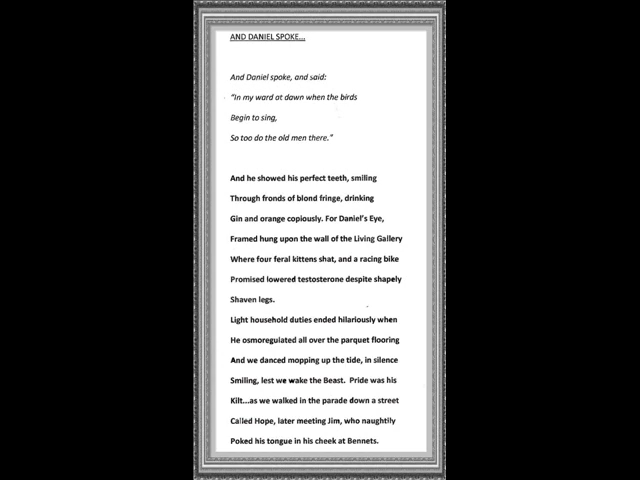 AND DANIEL SPOKE...
And Daniel spoke, and said:
"In my ward at dawn when the birds
Begin to sing,
So too do the old men there."
And he showed his perfect teeth, smiling
Through fronds of blond fringe, drinking
Gin and orange copiously. For Daniel's Eye,
Framed hung upon the wall of the Living Gallery
Where four feral kittens shat, and a racing bike
Promised lowered testosterone despite shapely
Shaven legs.
Light household duties ended hilariously when
He osmoregulated all over the parquet flooring
And we danced mopping up the tide, in silence
Smiling, lest we wake the Beast. Pride was his
Kilt...as we walked in the parade down a street
Called Hope, later meeting Jim, who naughtily
Poked his tongue in his cheek at Bennets.